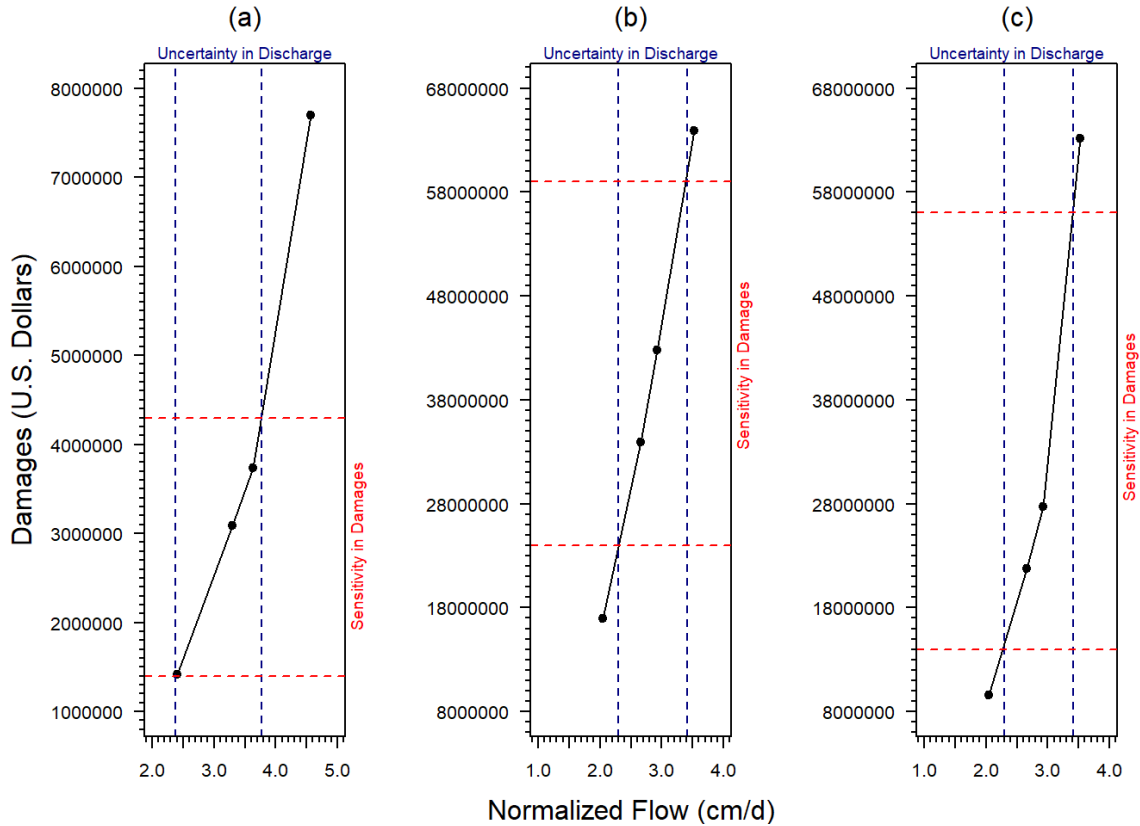 (a)
(b)
(c)
Uncertainty in Discharge
Uncertainty in Discharge
Uncertainty in Discharge
Damages (U.S. Dollars)
8000000
7000000
6000000
5000000
4000000
3000000
2000000
1000000
2.0 3.0 4.0 5.0
Sensitivity in Damages
68000000
58000000
48000000
38000000
28000000
18000000
8000000
1.0 2.0 3.0 4.0
Sensitivity in Damages
68000000
58000000
48000000
38000000
28000000
18000000
8000000
1.0 2.0 3.0 4.0
Sensitivity in Damages
Normalized Flow (cm/d)